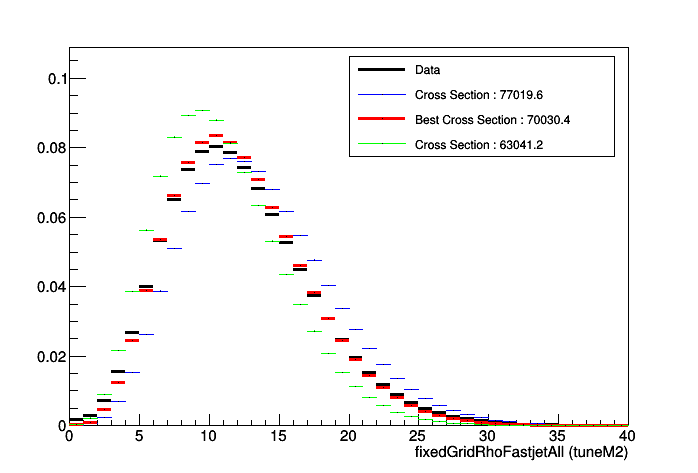 0.1
0.08
0.06
0.04
0.02
0
Data
Cross Section : 77019.6
Best Cross Section : 70030.4
Cross Section : 63041.2
0 5 10 15 20 25 30 35 40
fixedGridRhoFastjetAll (tuneM2)